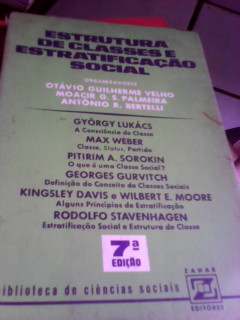 ESTRUTURA
DE CLASSES E
ESTRATIFICAÇÃO
SOCIAL
ORGANIZADORES
OTÁVIO GUILHERME VELHO
MOACIR G. S. PALMEIRA
ANTÔNIO R. BERTELLI
GYÖRGY LUKÁCS
A Consciência de Classe
MAX WEBER
Classe, Status, Partido
PITIRIM A. SOROKIN
O que é uma Classe Social?
GEORGES GURVITCH
Definição do Conceito de Classes Sociais
KINGSLEY DAVIS e WILBERT E. MOORE
Alguns Princípios de Estratificação
RODOLFO STAVENHAGEN
Estratificação Social e Estrutura de Classe
7ª
EDIÇÃO
ZAHAR
EDITORES
biblioteca de ciências sociais